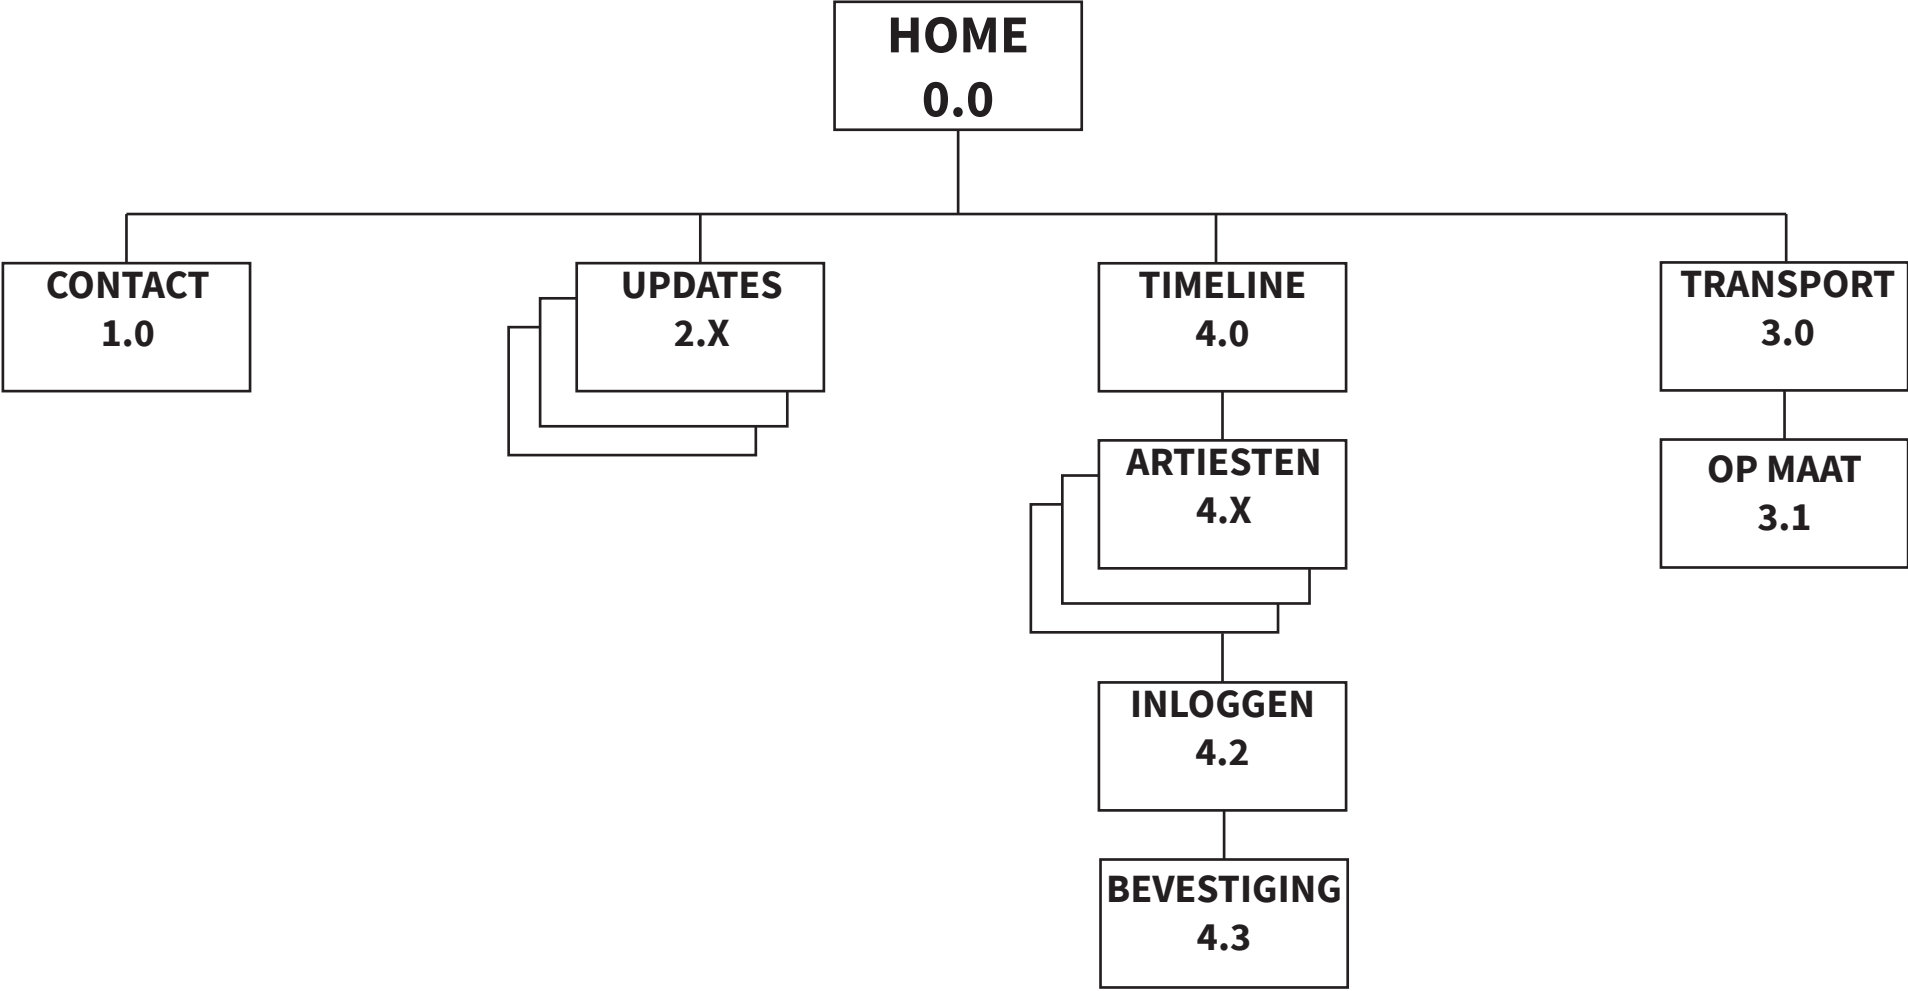 HOME
0.0
CONTACT
1.0
UPDATES
2.X
TIMELINE
4.0
TRANSPORT
3.0
ARTIESTEN
4.X
OP MAAT
3.1
INLOGGEN
4.2
BEVESTIGING
4.3